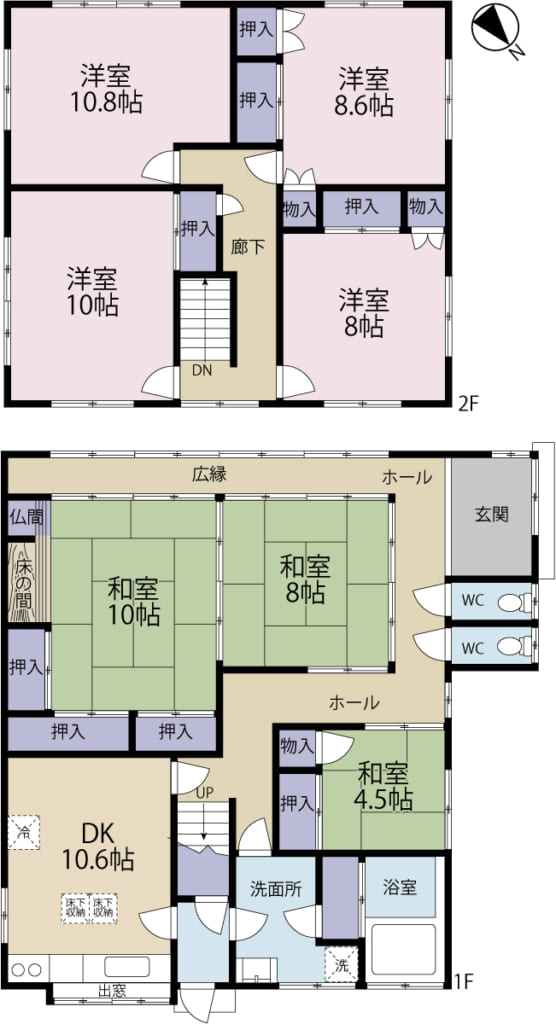 押入
洋室
10.8帖
洋室
8.6帖
押入
N
物入
押入
物入
押入
廊下
洋室
10帖
洋室
8帖
DN
2F
広縁
ホール
玄関
仏間
床の間
和室
10帖
和室
8帖
WC
WC
押入
ホール
押入
押入
物入
和室
4.5帖
押入
UP
冷
DK
10.6帖
床下
収納
床下
収納
洗面所
浴室
洗
出窓
1F